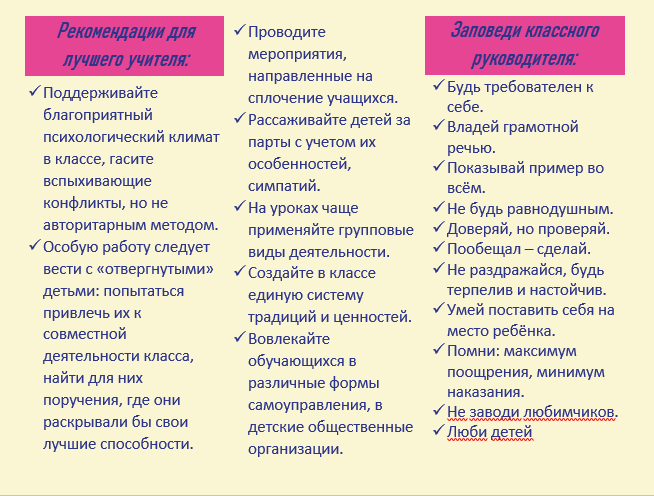 Рекомендации для
лучшего учителя:
✓Поддерживайте
благоприятный
психологический климат
в классе, гасите
вспыхивающие
конфликты, но не
авторитарным методом.
✓Особую работу следует
вести с «отвергнутыми»
детьми: попытаться
привлечь их к
совместной
деятельности класса,
найти для них
поручения, где они
раскрывали бы свои
лучшие способности.
✓Проводите
мероприятия,
направленные на
сплочение учащихся.
✓Рассаживайте детей за
парты с учетом их
особенностей,
симпатий.
✓На уроках чаще
применяйте групповые
виды деятельности.
✓Создайте в классе
единую систему
традиций и ценностей.
✓Вовлекайте
обучающихся в
различные формы
самоуправления, в
детские общественные
организации.
Заповеди классного
руководителя:
✓Будь требователен к
себе.
✓Владей грамотной
речью.
✓Показывай пример во
всём.
✓Не будь равнодушным.
✓Доверяй, но проверяй.
✓Пообещал – сделай.
✓Не раздражайся, будь
терпелив и настойчив.
✓Умей поставить себя на
место ребёнка.
✓Помни: максимум
поощрения, минимум
наказания.
✓Не заводи любимчиков.
✓Люби детей